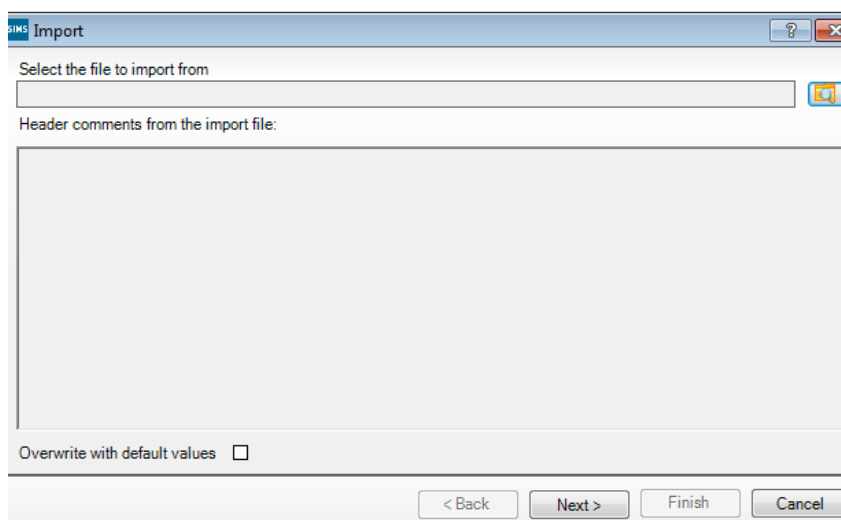 SIMS Import ?
Select the file to import from
Header comments from the import file:
Overwrite with default values
< Back Next > Finish Cancel